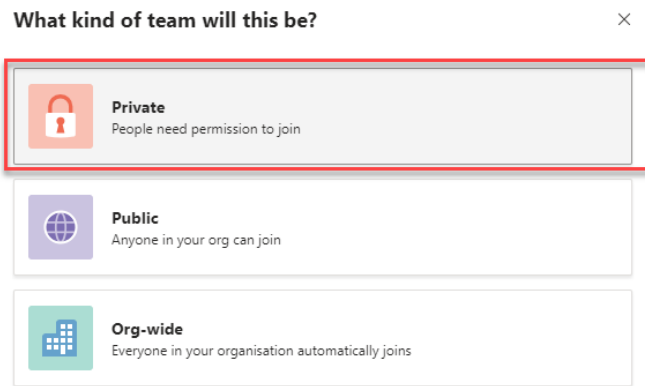 What kind of team will this be?
Private
People need permission to join
Public
Anyone in your org can join
Org-wide
Everyone in your organisation automatically joins